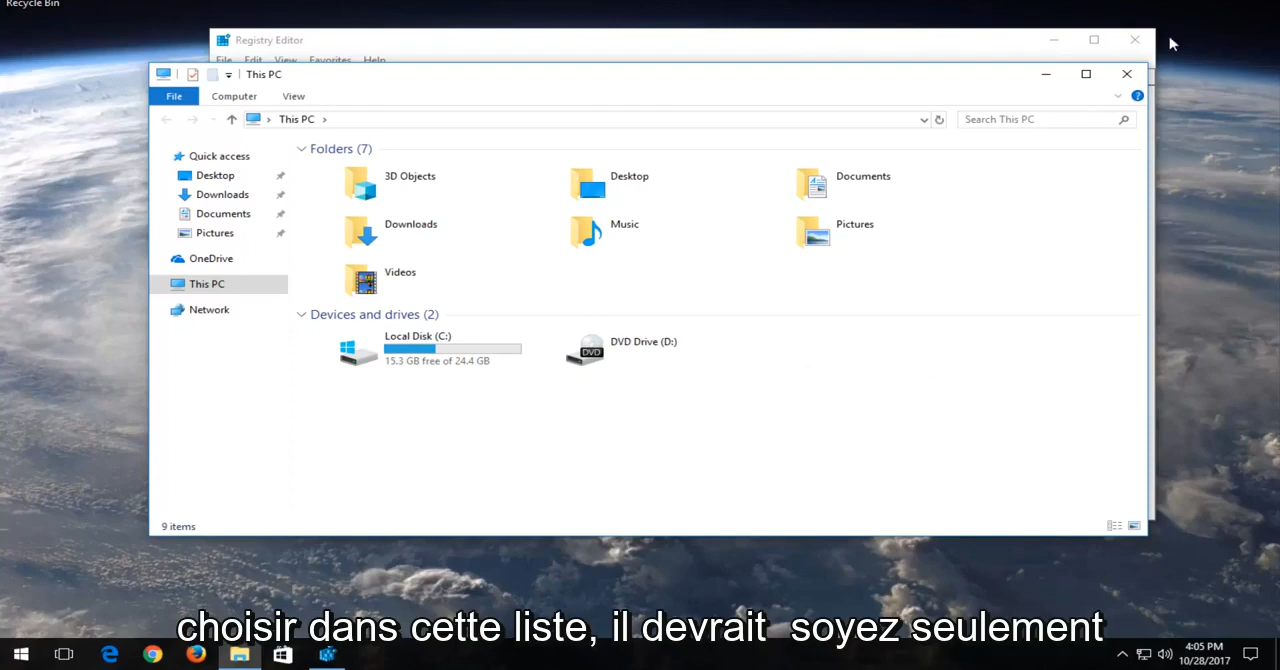 Recycle Bin
Registry Editor
File Edit View Favorites Help
This PC
File Computer View
This PC
Search This PC
Quick access
Desktop
Downloads
Documents
Pictures
OneDrive
This PC
Network
Folders (7)
3D Objects
Desktop
Documents
Downloads
Music
Pictures
Videos
Devices and drives (2)
Local Disk (C:)
15.3 GB free of 24.4 GB
DVD
DVD Drive (D:)
9 items
choisir dans cette liste, il devrait soyez seulement
4:05 PM
10/28/2017